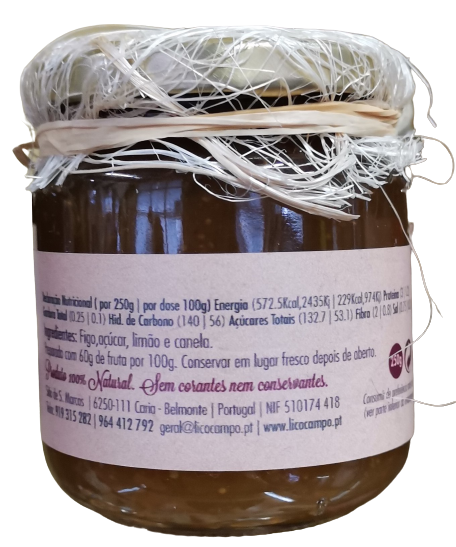 Nutricional ( por 250g | por dose 100g) Energia (572.5Kcal,2435Kj | 229Kcal,974Kj) Proteína
Total (0.25 | 0.1) Hid. de Carbono (140 | 56) Açúcares Totais (132.7 | 53.1) Fibra (2 | 0.8) Sal
Ingredientes: Figo,açúcar, limão e canela.
Preparado com 60g de fruta por 100g. Conservar em lugar fresco depois de aberto.
250g
Produto 100% Natural. Sem corantes nem conservantes.
S. Marcos | 6250-111 Caria - Belmonte | Portugal | NIF 510174 418
919 315 282 | 964 412 792 geral@licocampo.pt | www.licocampo.pt
Consumir de
(ver parte